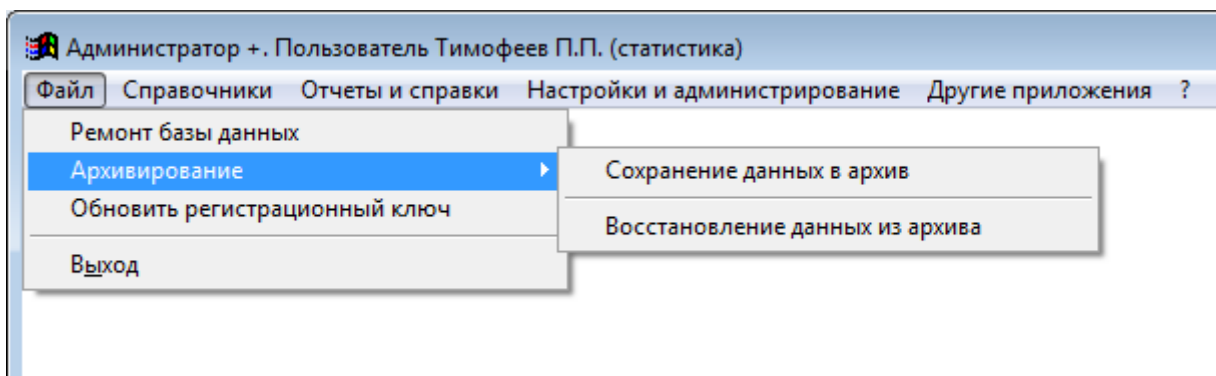 Администратор +. Пользователь Тимофеев П.П. (статистика)
Файл Справочники Отчеты и справки Настройки и администрирование Другие приложения ?
Ремонт базы данных
Архивирование
Сохранение данных в архив
Обновить регистрационный ключ
Восстановление данных из архива
Выход